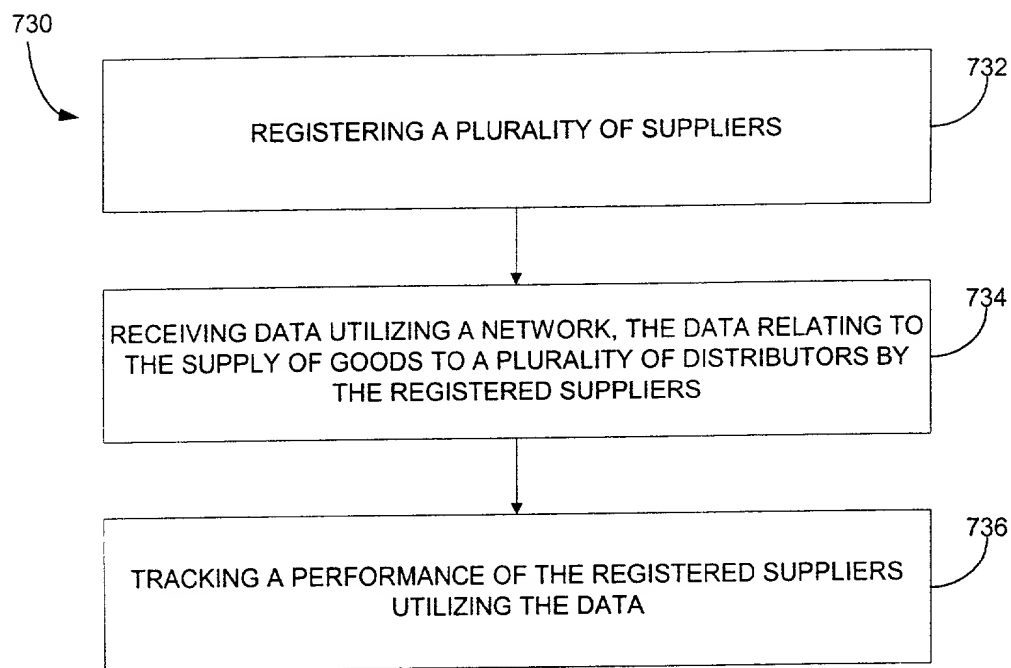 730
732
REGISTERING A PLURALITY OF SUPPLIERS
734
RECEIVING DATA UTILIZING A NETWORK, THE DATA RELATING TO
THE SUPPLY OF GOODS TO A PLURALITY OF DISTRIBUTORS BY
THE REGISTERED SUPPLIERS
736
TRACKING A PERFORMANCE OF THE REGISTERED SUPPLIERS
UTILIZING THE DATA